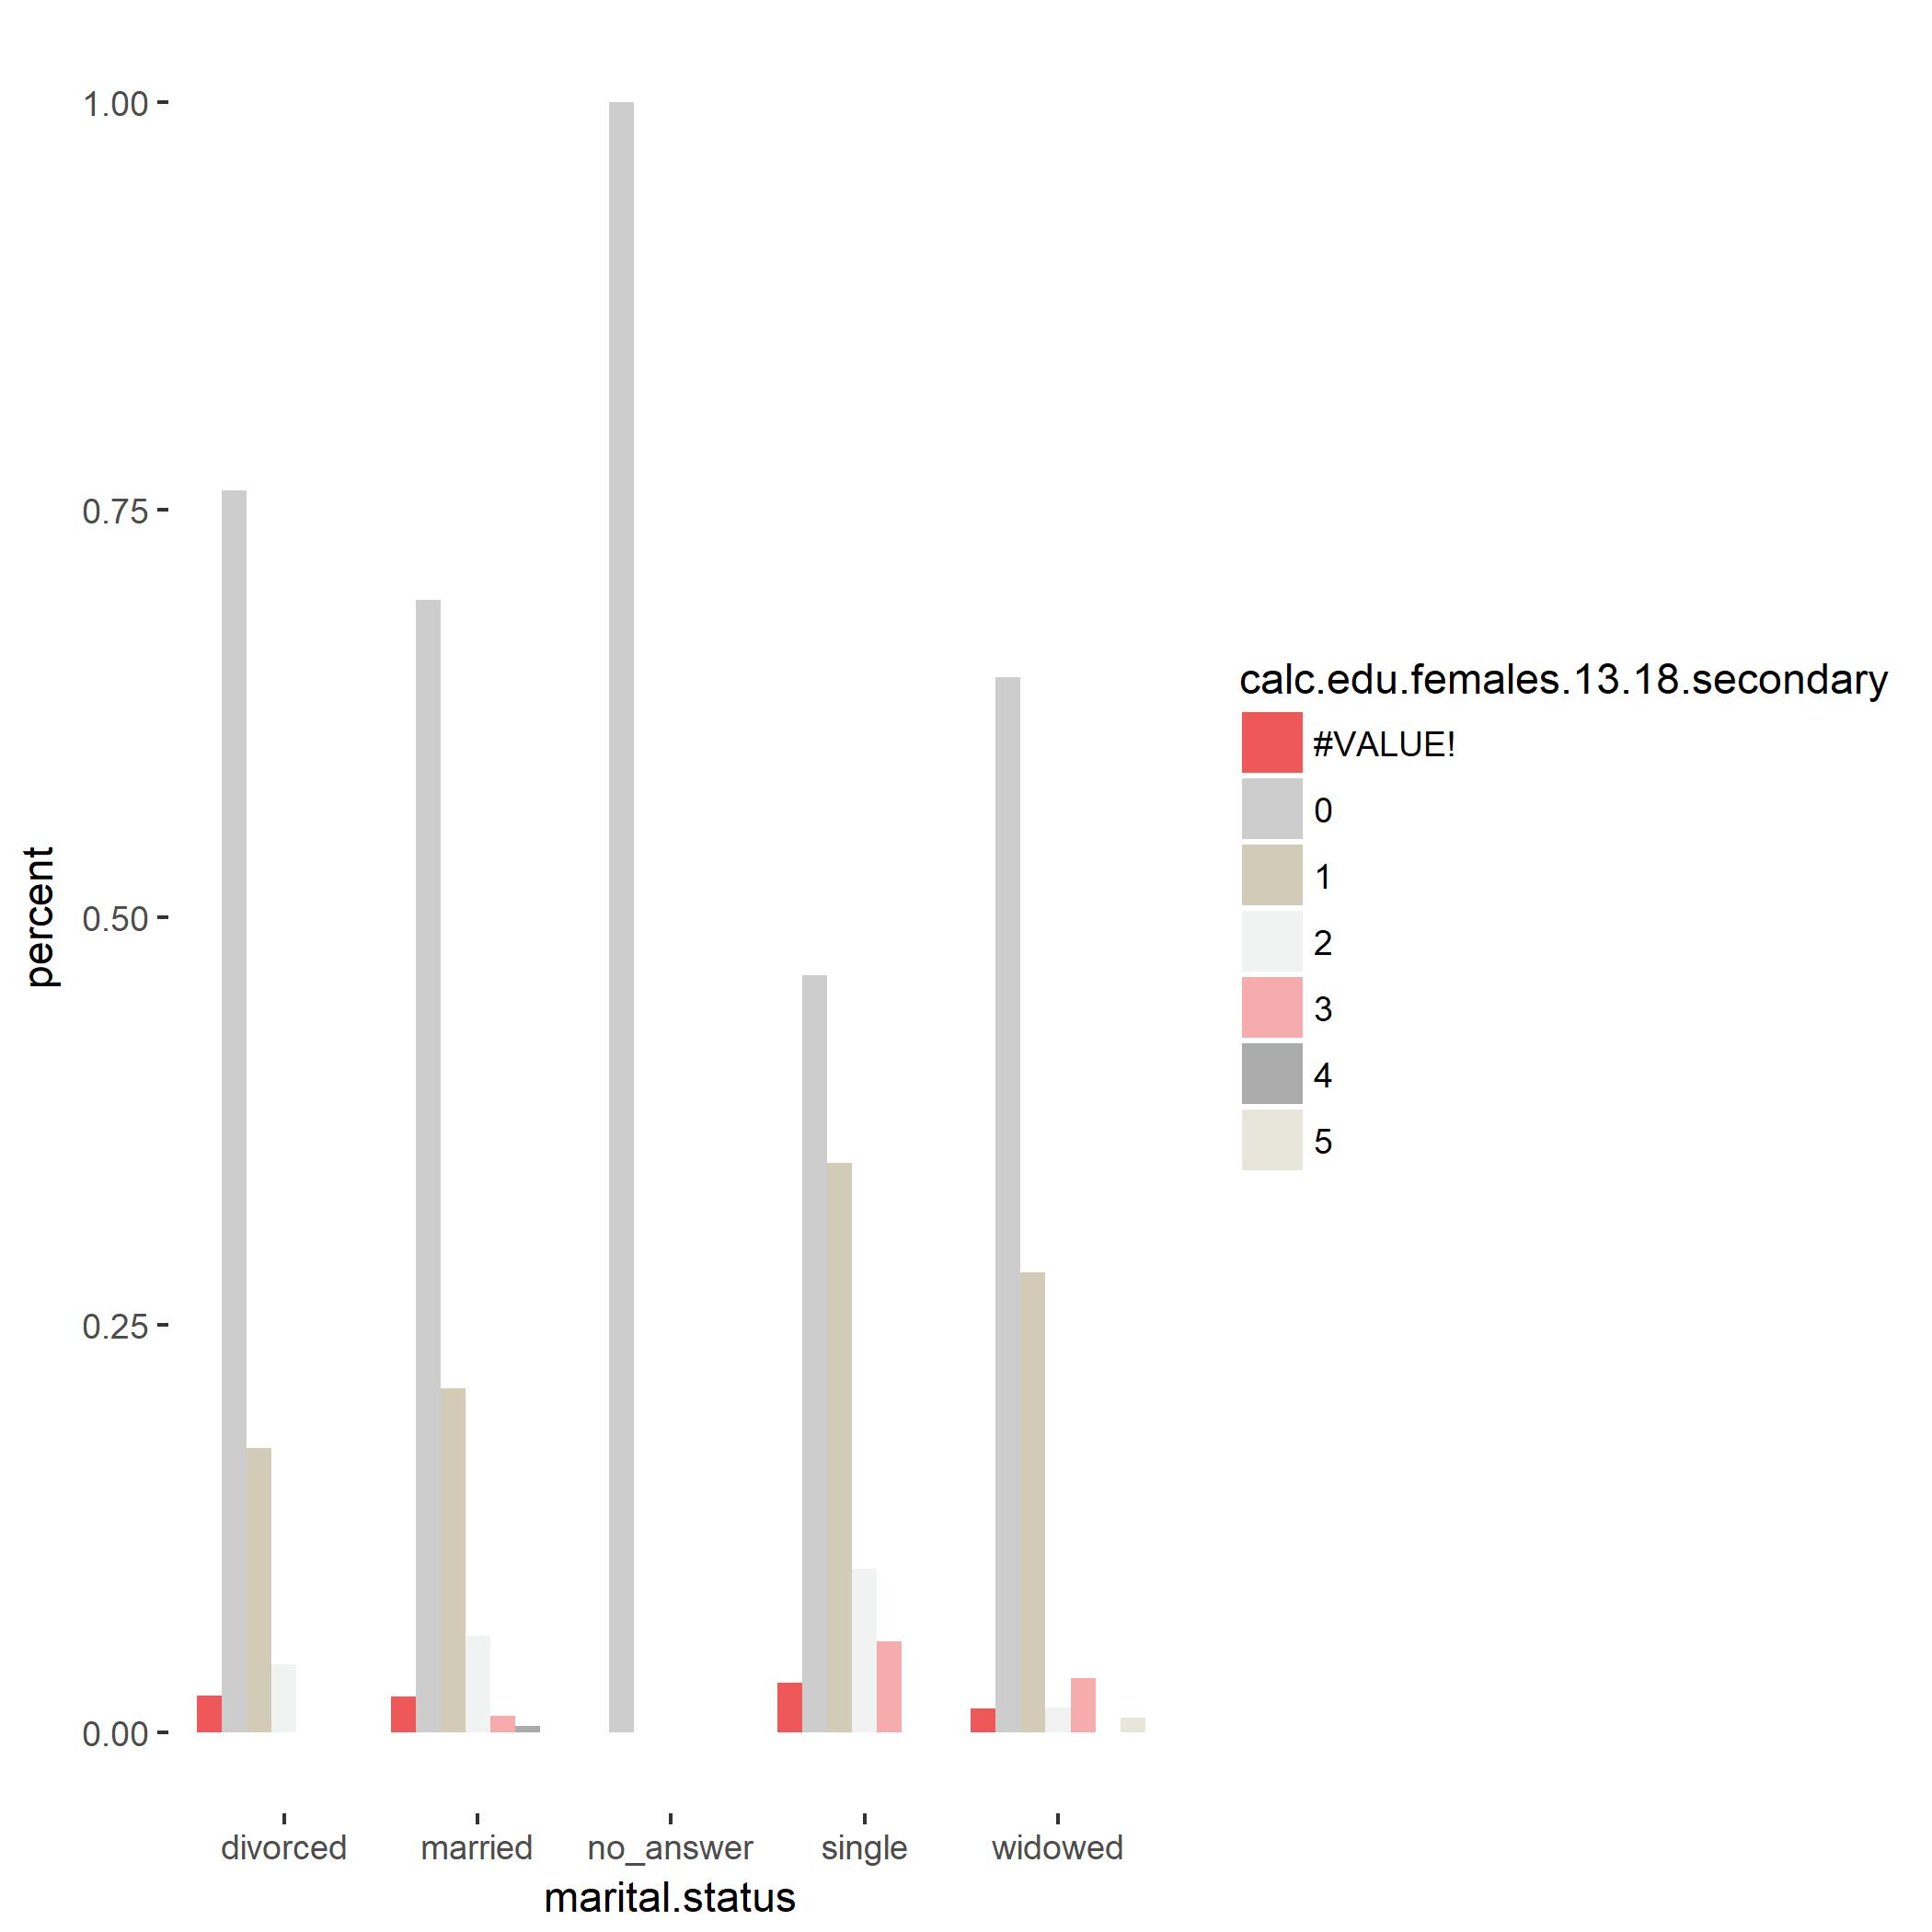 1.00
0.75
0.50
0.25
0.00
percent
divorced
married
no_answer
single
widowed
marital.status
calc.edu.females.13.18.secondary
#VALUE!
0
1
2
3
4
5